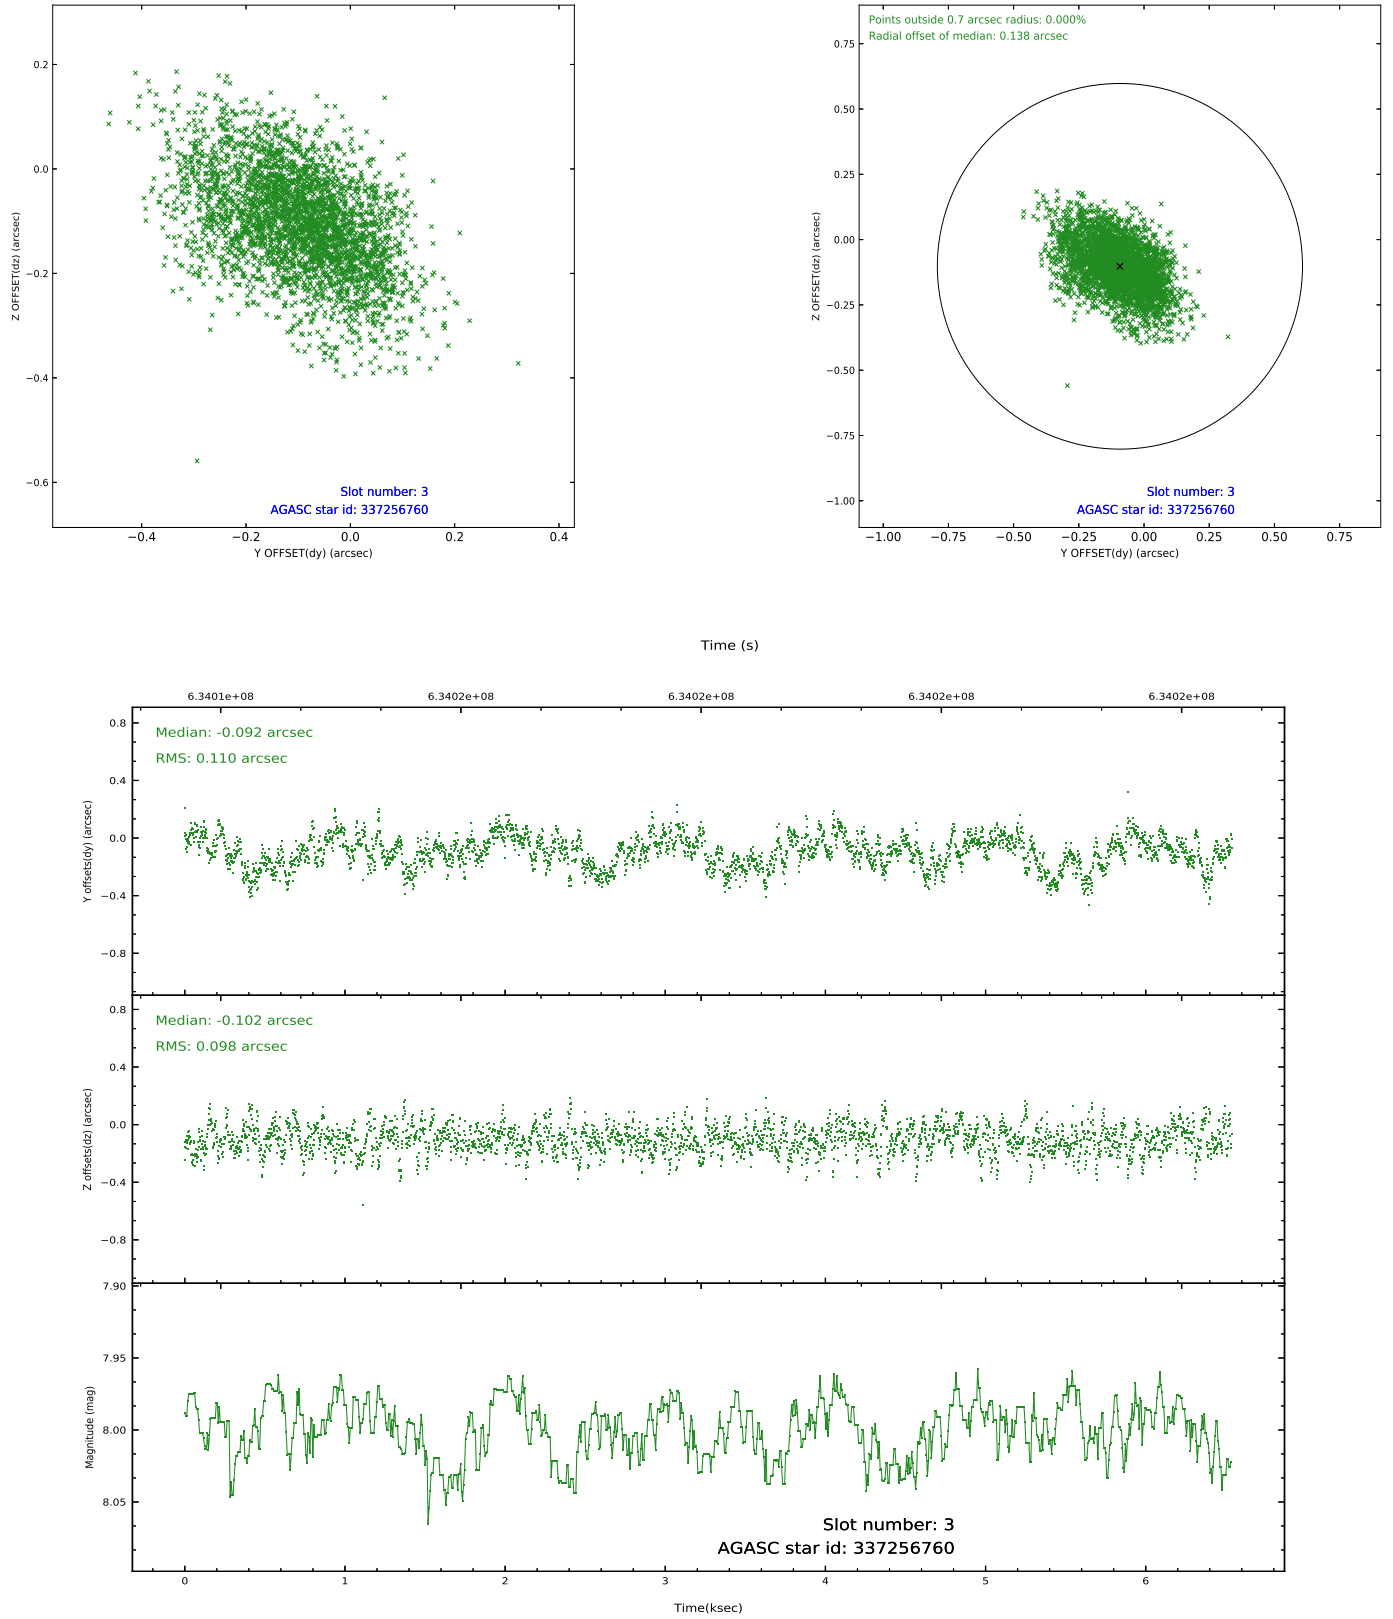 0.2
0.0
−0.2
−0.4
−0.6
Z OFFSET(dz) (arcsec)
Slot number: 3
AGASC star id: 337256760
−0.4
−0.2
0.0
0.2
0.4
Y OFFSET(dy) (arcsec)
Points outside 0.7 arcsec radius: 0.000%
Radial offset of median: 0.138 arcsec
0.75
0.50
0.25
0.00
−0.25
−0.50
−0.75
−1.00
Z OFFSET(dz) (arcsec)
Slot number: 3
AGASC star id: 337256760
−1.00
−0.75
−0.50
−0.25
0.00
0.25
0.50
0.75
Y OFFSET(dy) (arcsec)
Time (s)
6.3401e+08
6.3402e+08
6.3402e+08
6.3402e+08
6.3402e+08
0.8
0.4
0.0
−0.4
−0.8
Y offsets(dy) (arcsec)
Median: -0.092 arcsec
RMS: 0.110 arcsec
0.8
0.4
0.0
−0.4
−0.8
Z offsets(dz) (arcsec)
Median: -0.102 arcsec
RMS: 0.098 arcsec
7.90
7.95
8.00
8.05
Magnitude (mag)
Slot number: 3
AGASC star id: 337256760
0
1
2
3
4
5
6
Time(ksec)